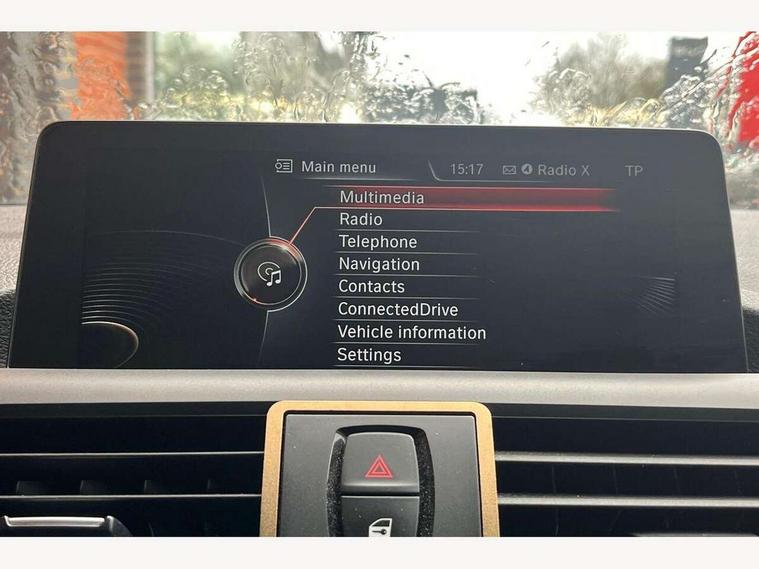 Main menu 15:17 Radio X TP
Multimedia
Radio
Telephone
Navigation
Contacts
ConnectedDrive
Vehicle information
Settings